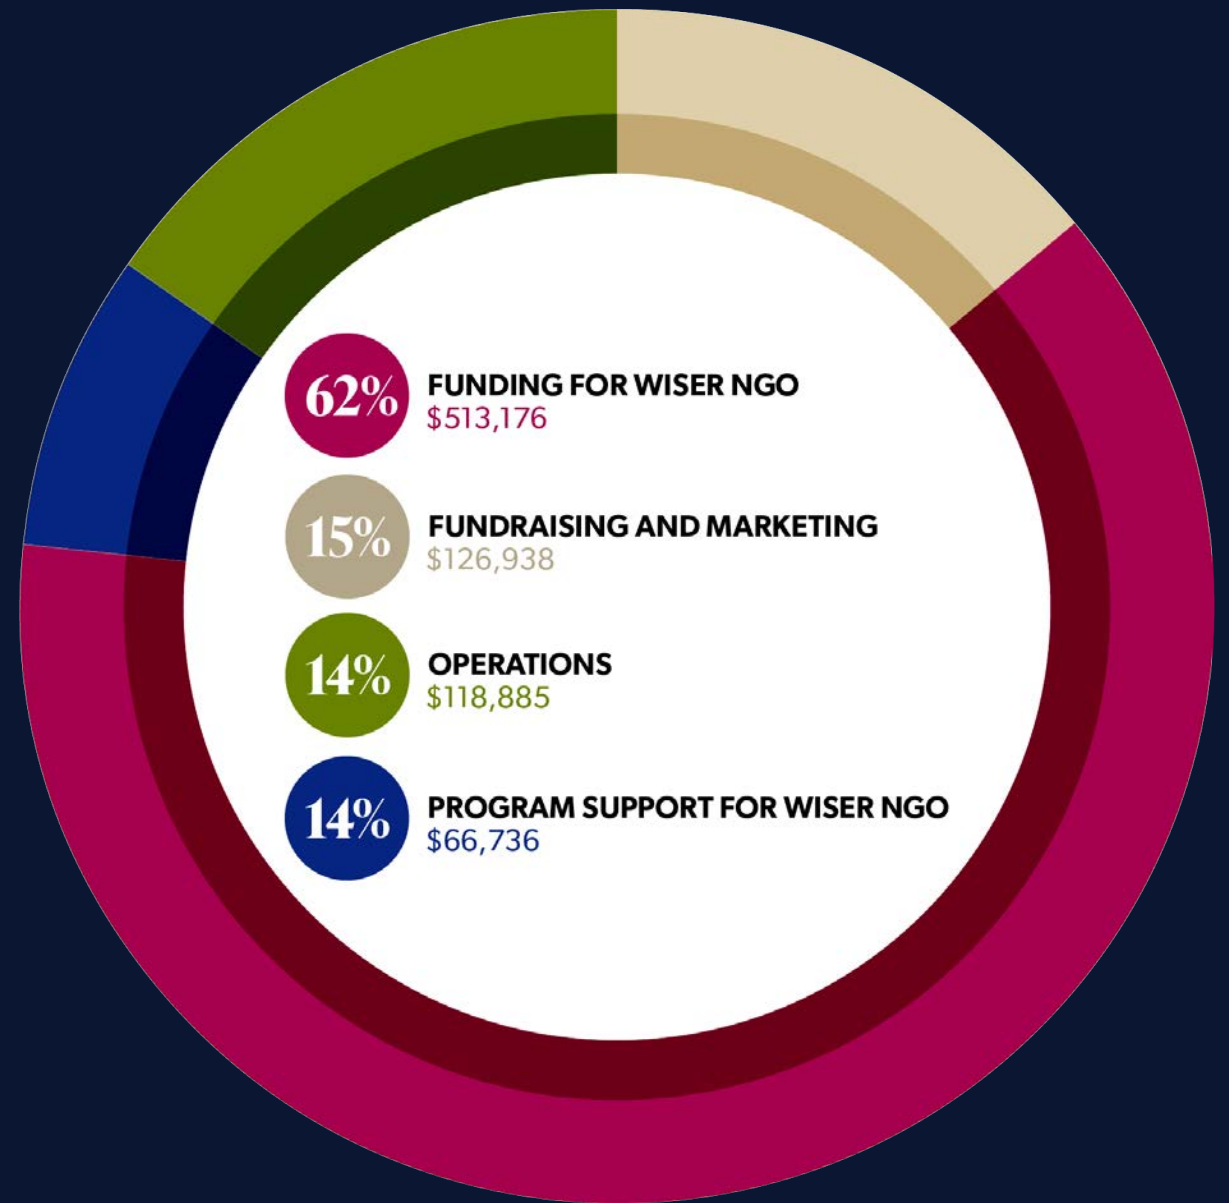 62%
FUNDING FOR WISER NGO
$513,176
15%
FUNDRAISING AND MARKETING
$126,938
14%
OPERATIONS
$118,885
14%
PROGRAM SUPPORT FOR WISER NGO
$66,736